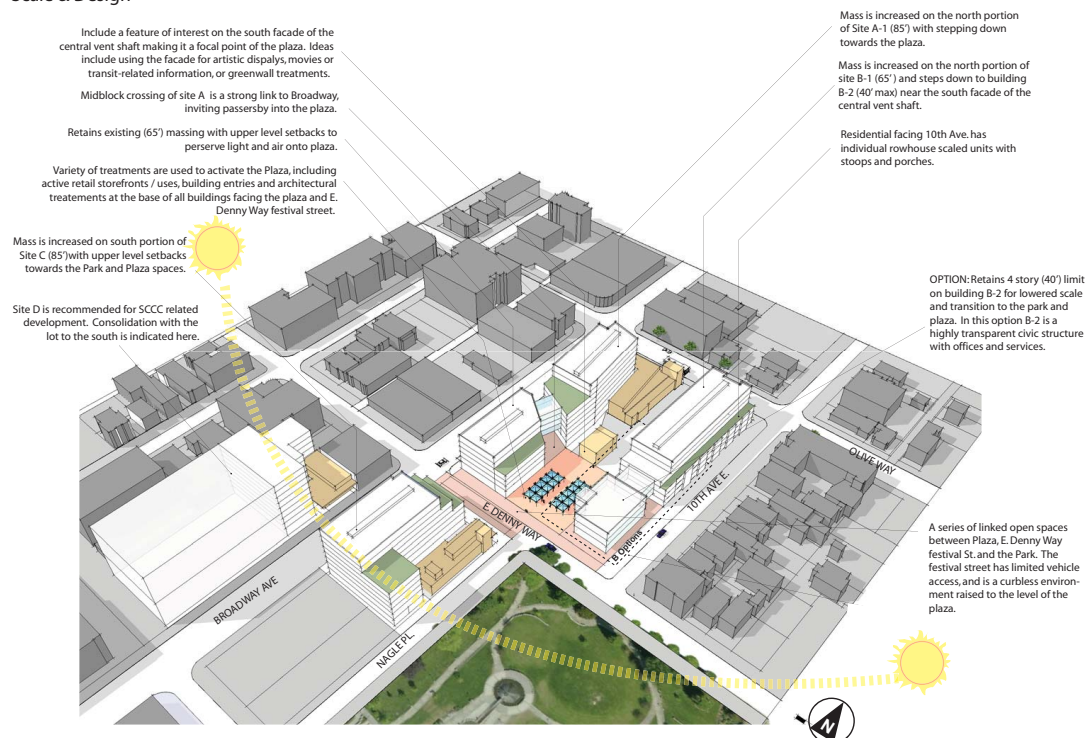 Scale & Design
Include a feature of interest on the south facade of the
central vent shaft making it a focal point of the plaza. Ideas
include using the facade for artistic dispalys, movies or
transit-related information, or greenwall treatments.
Midblock crossing of site A is a strong link to Broadway,
inviting passersby into the plaza.
Retains existing (65') massing with upper level setbacks to
perserve light and air onto plaza.
Variety of treatments are used to activate the Plaza, including
active retail storefronts / uses, building entries and architectural
treatements at the base of all buildings facing the plaza and E.
Denny Way festival street.
Mass is increased on south portion of
Site C (85')with upper level setbacks
towards the Park and Plaza spaces.
Site D is recommended for SCCC related
development. Consolidation with the
lot to the south is indicated here.
Mass is increased on the north portion
of Site A-1 (85') with stepping down
towards the plaza.
Mass is increased on the north portion of
site B-1 (65' ) and steps down to building
B-2 (40' max) near the south facade of the
central vent shaft.
Residential facing 10th Ave. has
individual rowhouse scaled units with
stoops and porches.
OPTION: Retains 4 story (40') limit
on building B-2 for lowered scale
and transition to the park and
plaza. In this option B-2 is a
highly transparent civic structure
with offices and services.
A series of linked open spaces
between Plaza, E. Denny Way
festival St. and the Park. The
festival street has limited vehicle
access, and is a curbless environ-
ment raised to the level of the
plaza.
OLIVE WAY
10TH AVE E.
E. DENNY WAY
B Options
BROADWAY AVE
NAGLE PL.
N